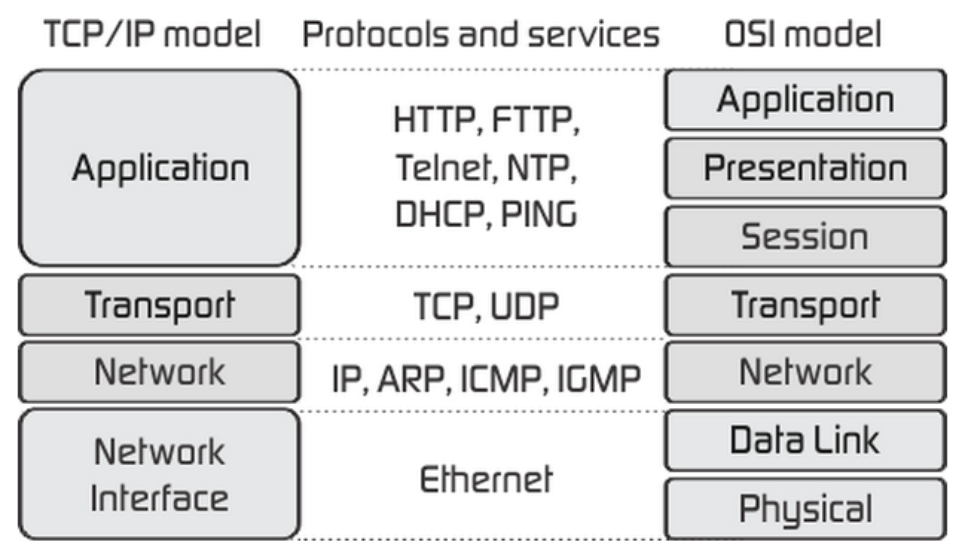 TCP/IP model
Protocols and services
OSI model
Application
HTTP, FTTP,
Telnet, NTP,
DHCP, PING
Application
Presentation
Session
Transport
TCP, UDP
Transport
Network
IP, ARP, ICMP, IGMP
Network
Network
Interface
Ethernet
Data Link
Physical